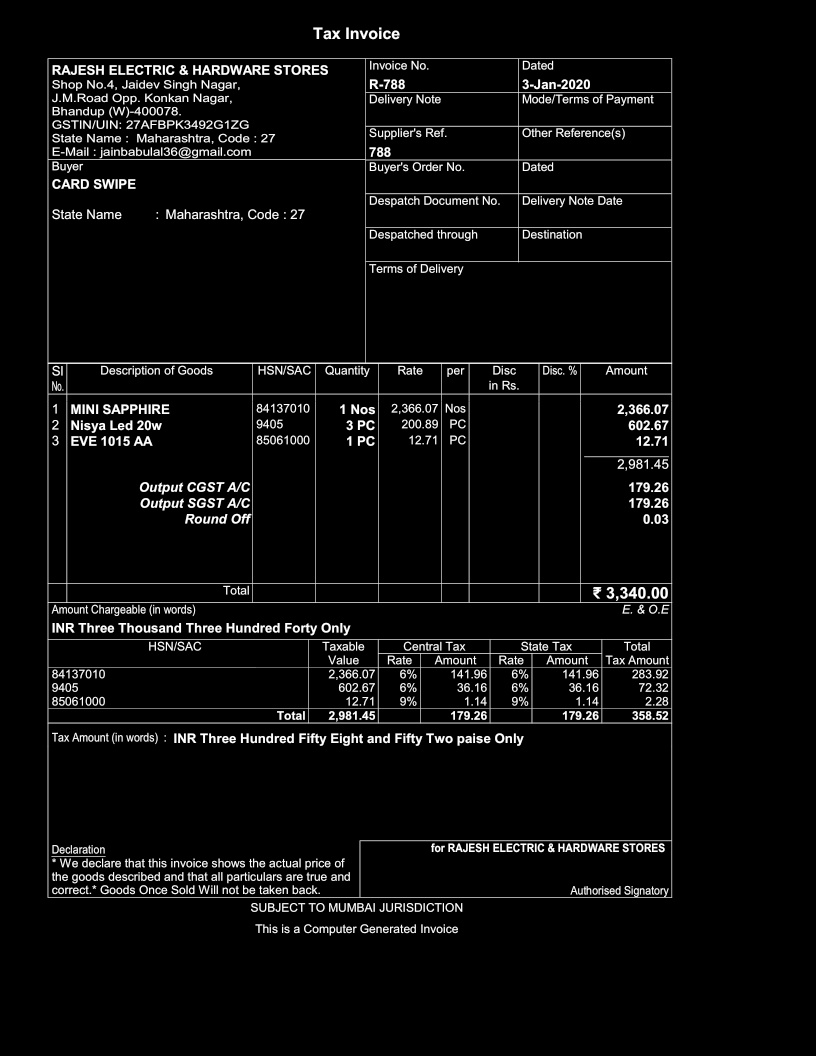 Tax Invoice
RAJESH ELECTRIC & HARDWARE STORES
Shop No.4, Jaidev Singh Nagar,
J.M.Road Opp. Konkan Nagar,
Bhandup (W)-400078.
GSTIN/UIN: 27AFBPK3492G1ZG
State Name :  Maharashtra, Code : 27
E-Mail : jainbabulal36@gmail.com
Invoice No. Dated
R-788 3-Jan-2020
Delivery Note Mode/Terms of Payment
Supplier's Ref. Other Reference(s)
788
Buyer
CARD SWIPE
State Name : Maharashtra, Code : 27
Buyer's Order No. Dated
Despatch Document No. Delivery Note Date
Despatched through Destination
Terms of Delivery
Sl Description of Goods HSN/SAC Quantity Rate per Disc Disc. % Amount
No. in Rs.
1 MINI SAPPHIRE 84137010 1 Nos 2,366.07 Nos 2,366.07
2 Nisya Led 20w 9405 3 PC 200.89 PC 602.67
3 EVE 1015 AA 85061000 1 PC 12.71 PC 12.71
2,981.45
Output CGST A/C 179.26
Output SGST A/C 179.26
Round Off 0.03
Total ₹ 3,340.00
Amount Chargeable (in words) E. & O.E
INR Three Thousand Three Hundred Forty Only
HSN/SAC Taxable Central Tax State Tax Total
Value Rate Amount Rate Amount Tax Amount
84137010 2,366.07 6% 141.96 6% 141.96 283.92
9405 602.67 6% 36.16 6% 36.16 72.32
85061000 12.71 9% 1.14 9% 1.14 2.28
Total 2,981.45 179.26 179.26 358.52
Tax Amount (in words) : INR Three Hundred Fifty Eight and Fifty Two paise Only
Declaration
* We declare that this invoice shows the actual price of
the goods described and that all particulars are true and
correct.* Goods Once Sold Will not be taken back.
for RAJESH ELECTRIC & HARDWARE STORES
Authorised Signatory
SUBJECT TO MUMBAI JURISDICTION
This is a Computer Generated Invoice